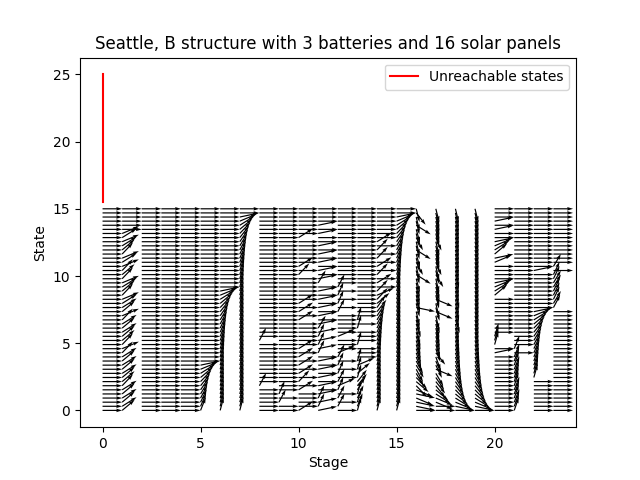 Seattle, B structure with 3 batteries and 16 solar panels
Unreachable states
25
20
15
10
5
0
State
0 5 10 15 20
Stage